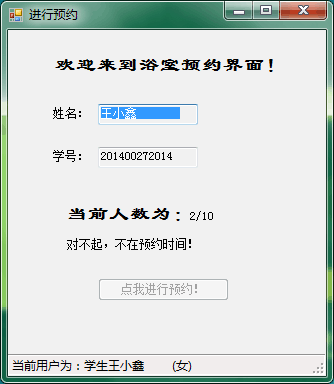 进行预约
欢迎来到浴室预约界面！
姓名： 王小鑫
学号： 201400272014
当前人数为：2/10
对不起，不在预约时间！
点我进行预约！
当前用户为：学生王小鑫 (女)